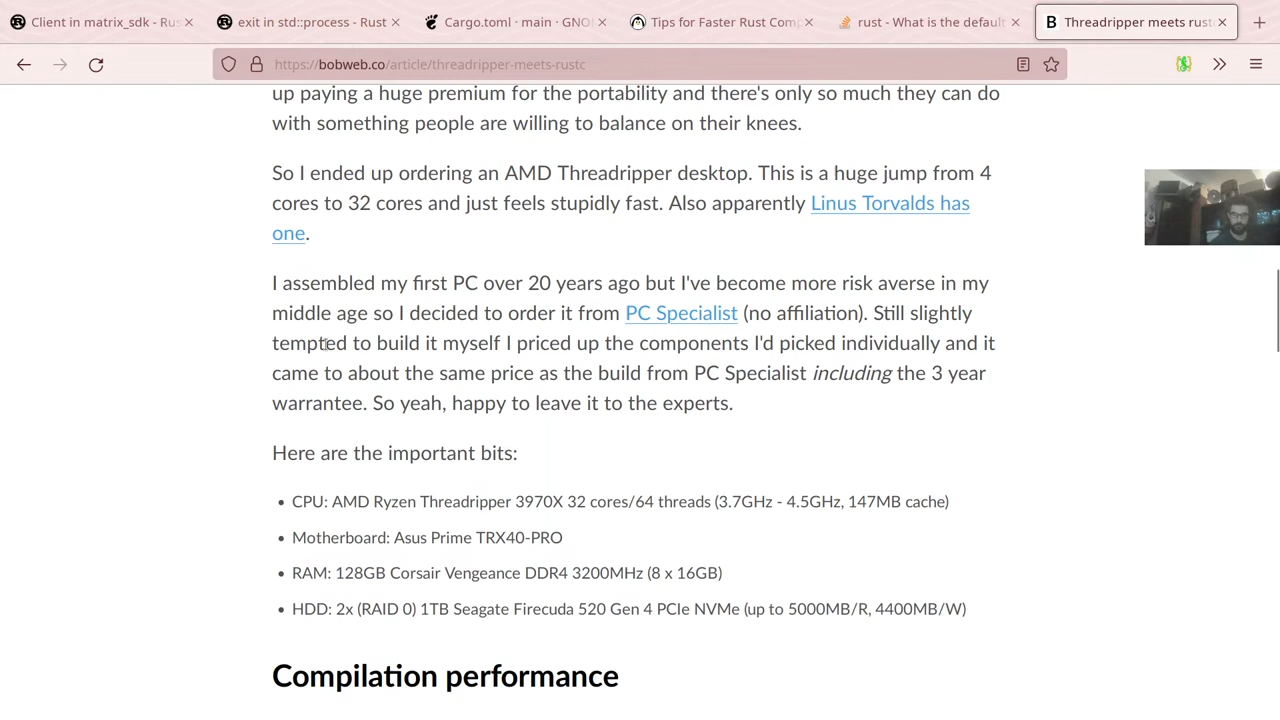 Client in matrix_sdk - Rus
exit in std::process - Rust
Cargo.toml · main · GNO
Tips for Faster Rust Comp
rust - What is the default
Threadripper meets rust
https://bobweb.co/article/threadripper-meets-rustc
up paying a huge premium for the portability and there's only so much they can do
with something people are willing to balance on their knees.
So I ended up ordering an AMD Threadripper desktop. This is a huge jump from 4
cores to 32 cores and just feels stupidly fast. Also apparently Linus Torvalds has
one.
I assembled my first PC over 20 years ago but I've become more risk averse in my
middle age so I decided to order it from PC Specialist (no affiliation). Still slightly
tempted to build it myself I priced up the components I'd picked individually and it
came to about the same price as the build from PC Specialist including the 3 year
warrantee. So yeah, happy to leave it to the experts.
Here are the important bits:
• CPU: AMD Ryzen Threadripper 3970X 32 cores/64 threads (3.7GHz - 4.5GHz, 147MB cache)
• Motherboard: Asus Prime TRX40-PRO
• RAM: 128GB Corsair Vengeance DDR4 3200MHz (8 x 16GB)
• HDD: 2x (RAID 0) 1TB Seagate Firecuda 520 Gen 4 PCIe NVMe (up to 5000MB/R, 4400MB/W)
Compilation performance